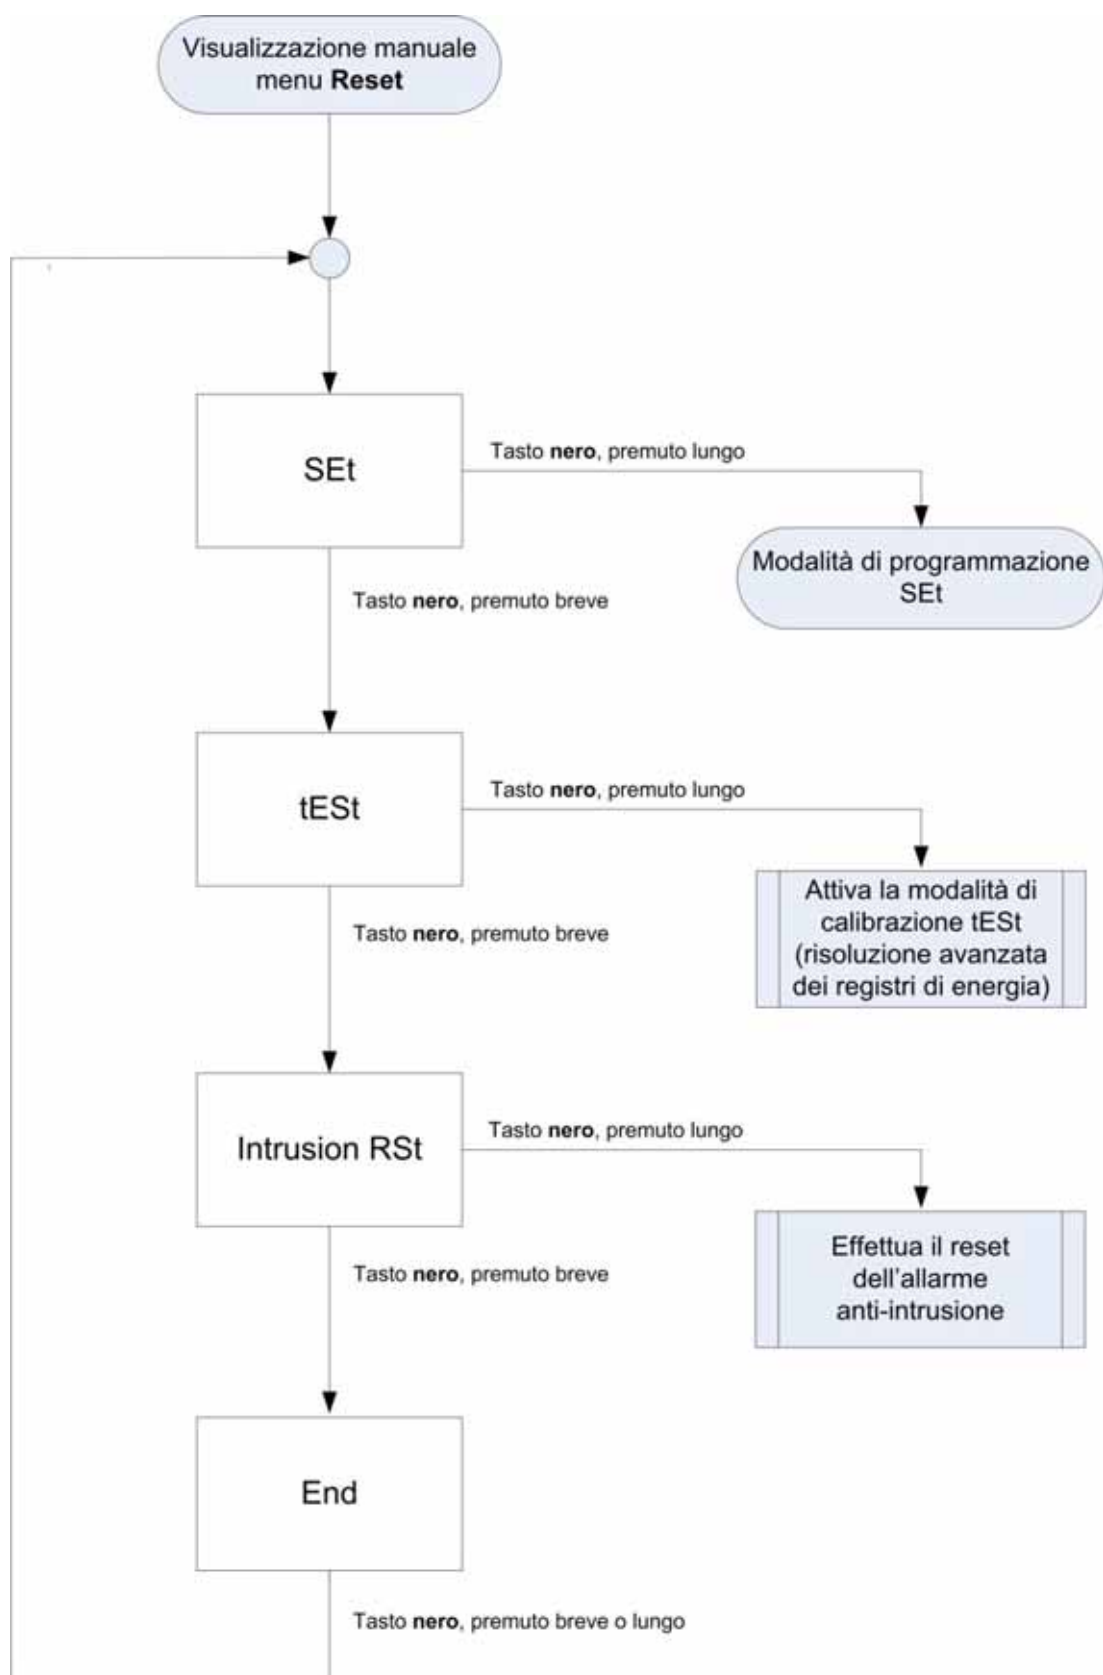 Visualizzazione manuale
menu Reset
SEt
Tasto nero, premuto lungo
Modalità di programmazione
SEt
Tasto nero, premuto breve
tESt
Tasto nero, premuto lungo
Attiva la modalità di
calibrazione tESt
(risoluzione avanzata
dei registri di energia)
Tasto nero, premuto breve
Intrusion RSt
Tasto nero, premuto lungo
Effettua il reset
dell'allarme
anti-intrusione
Tasto nero, premuto breve
End
Tasto nero, premuto breve o lungo